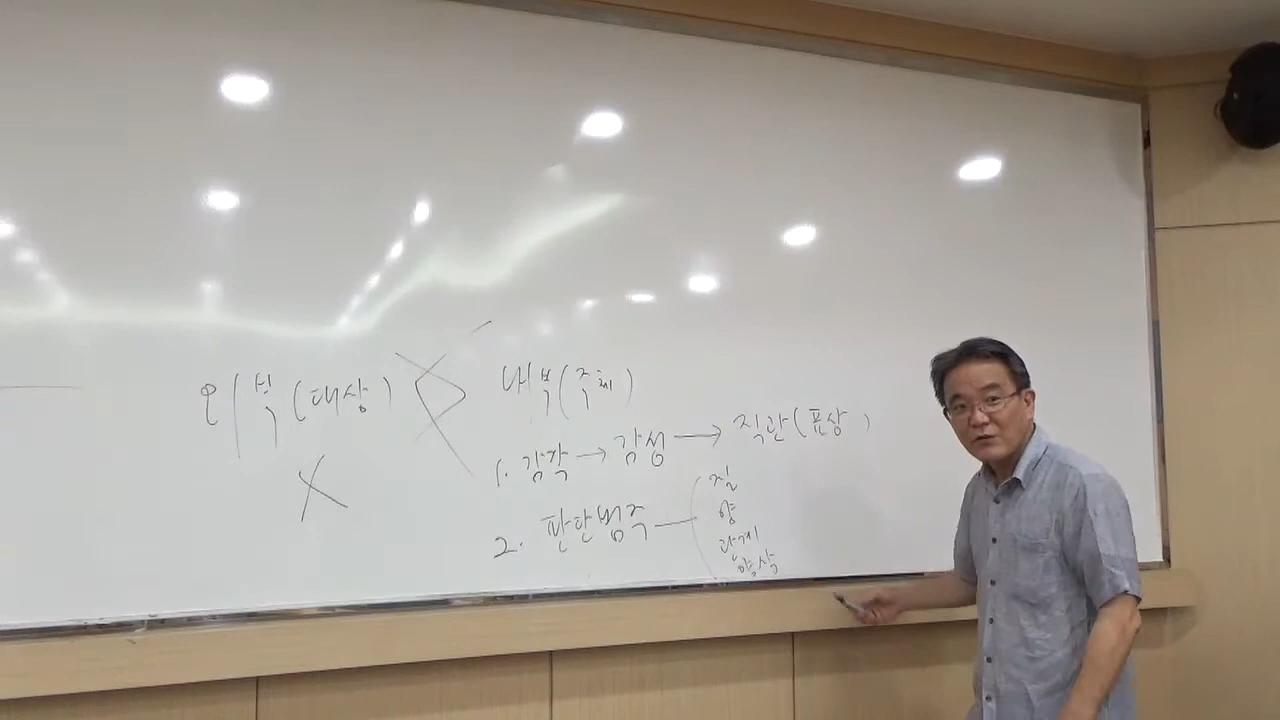 외부(대상) 내부(주체)
1. 감각 → 감성 → 직관(표상)
2. 판단범주 — 질
양
관계
양상